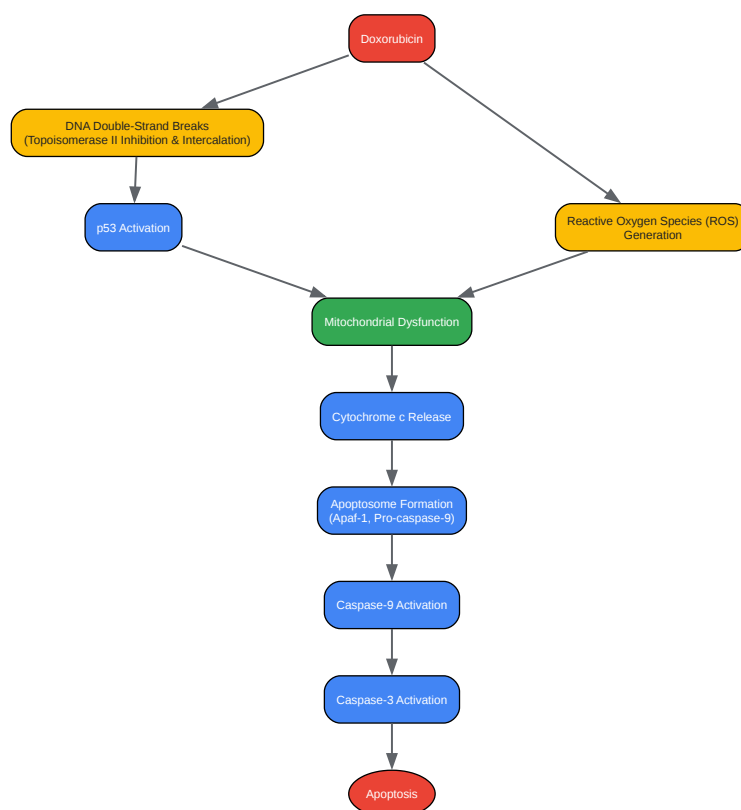 Doxorubicin
DNA Double-Strand Breaks
(Topoisomerase II Inhibition & Intercalation)
p53 Activation
Reactive Oxygen Species (ROS)
Generation
Mitochondrial Dysfunction
Cytochrome c Release
Apoptosome Formation
(Apaf-1, Pro-caspase-9)
Caspase-9 Activation
Caspase-3 Activation
Apoptosis